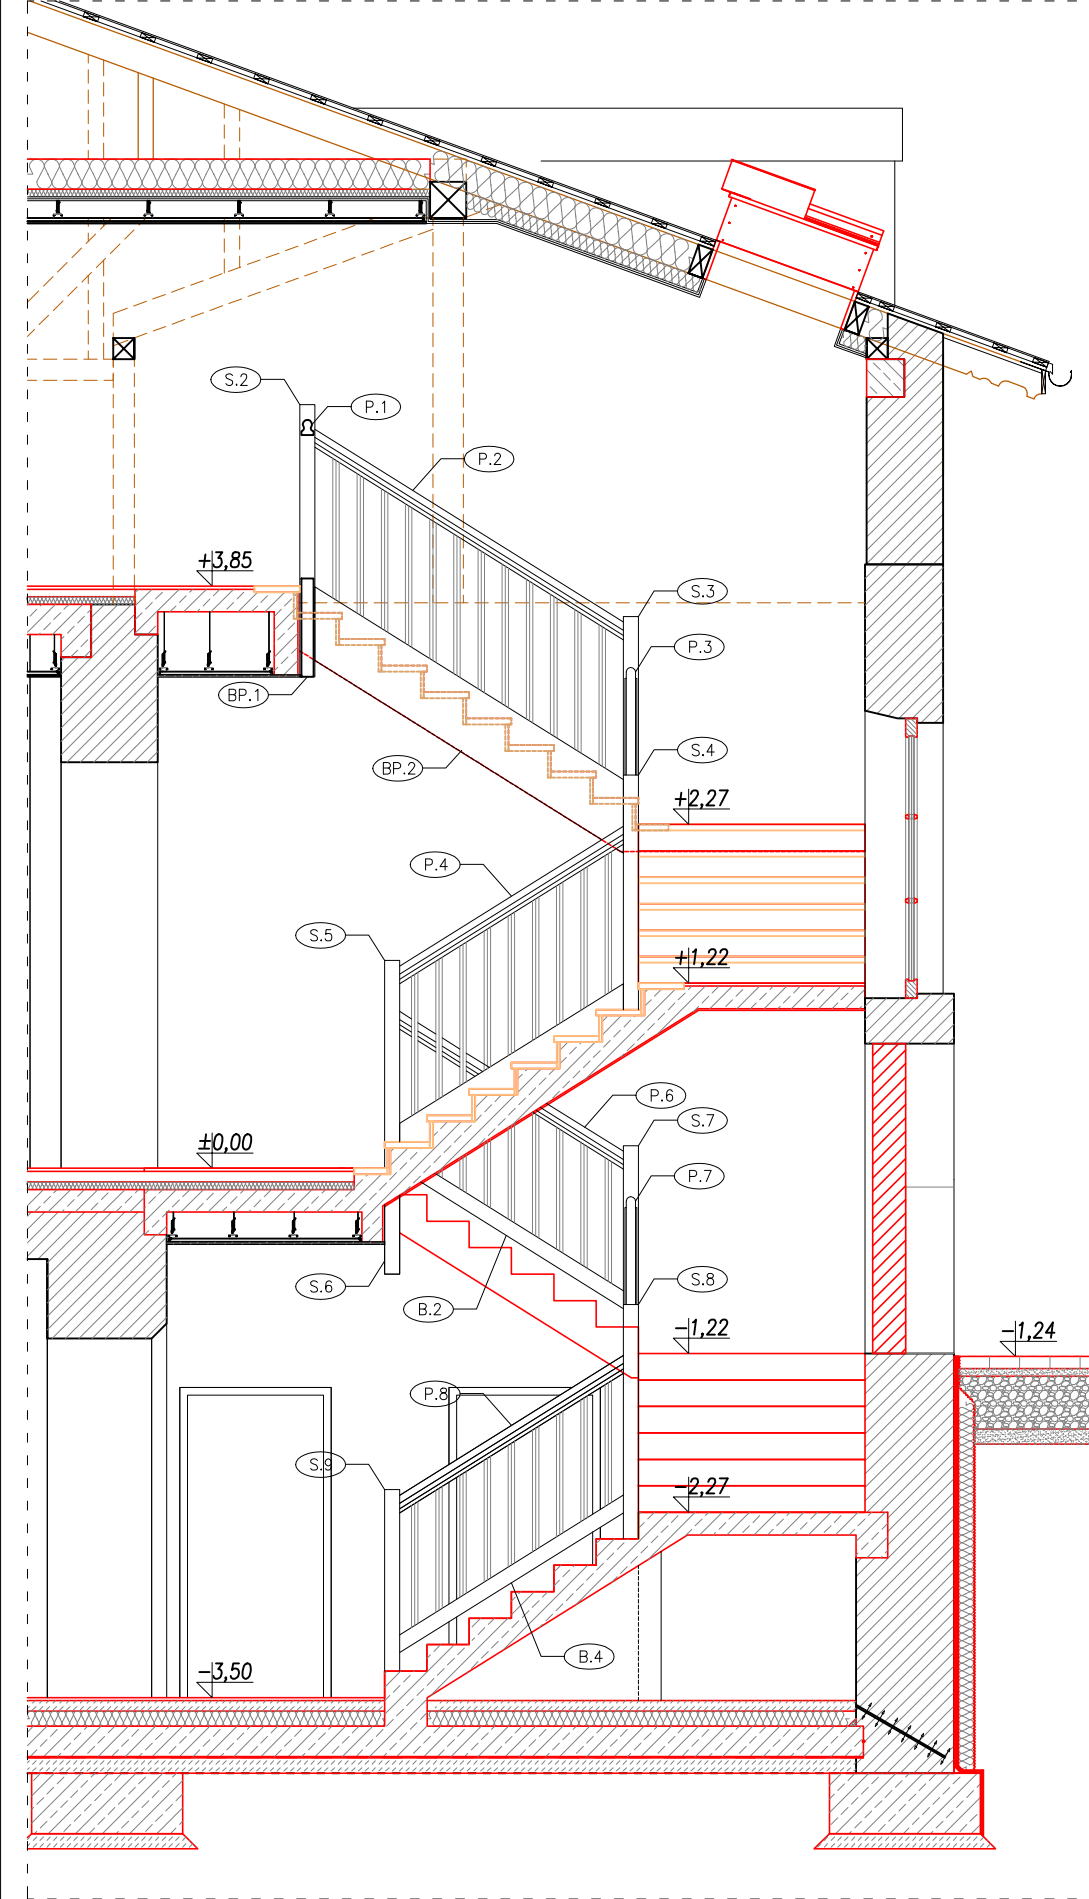 S.2
P.1
P.2
+3,85
S.3
P.3
BP.1
S.4
BP.2
+2,27
P.4
S.5
+1,22
P.6
S.7
±0,00
P.7
S.6
S.8
B.2
-1,22
-1,24
P.8
S.9
-2,27
B.4
-3,50